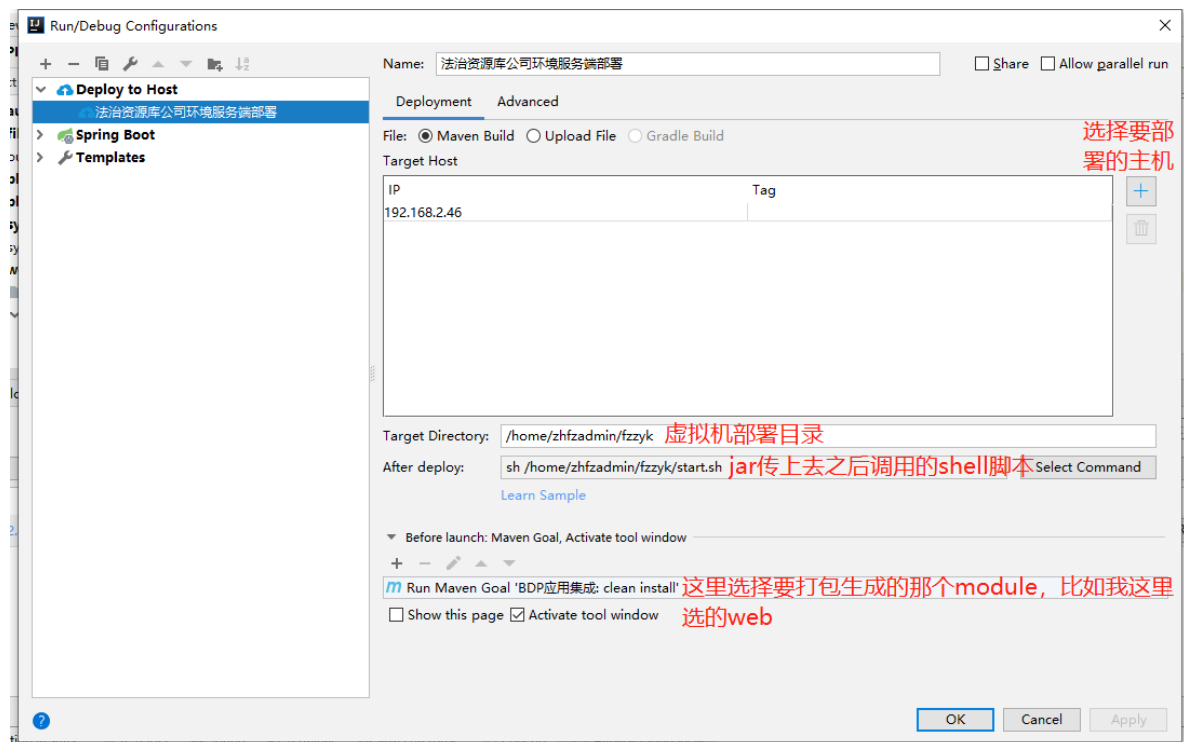 Run/Debug Configurations
Deploy to Host
法治资源库公司环境服务端部署
Spring Boot
Templates
Name: 法治资源库公司环境服务端部署 Share Allow parallel run
Deployment Advanced
File: Maven Build Upload File Gradle Build
选择要部
署的主机
Target Host
IP Tag
192.168.2.46
Target Directory: /home/zhfzadmin/fzzyk 虚拟机部署目录
After deploy: sh /home/zhfzadmin/fzzyk/start.sh jar传上去之后调用的shell脚本 Select Command
Learn Sample
Before launch: Maven Goal, Activate tool window
Run Maven Goal 'BDP应用集成: clean install' 这里选择要打包生成的那个module，比如我这里
选的web
Show this page Activate tool window
OK Cancel Apply